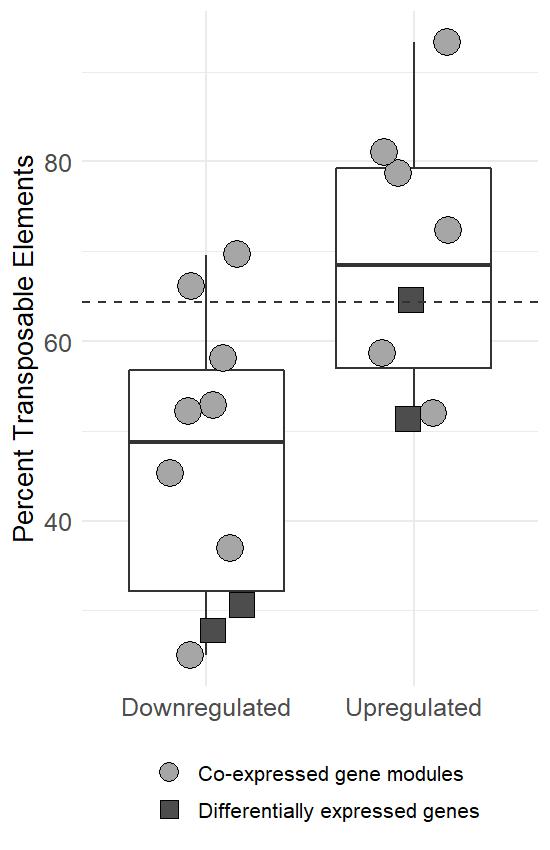 Percent Transposable Elements
80
60
40
Downregulated Upregulated
Co-expressed gene modules
Differentially expressed genes